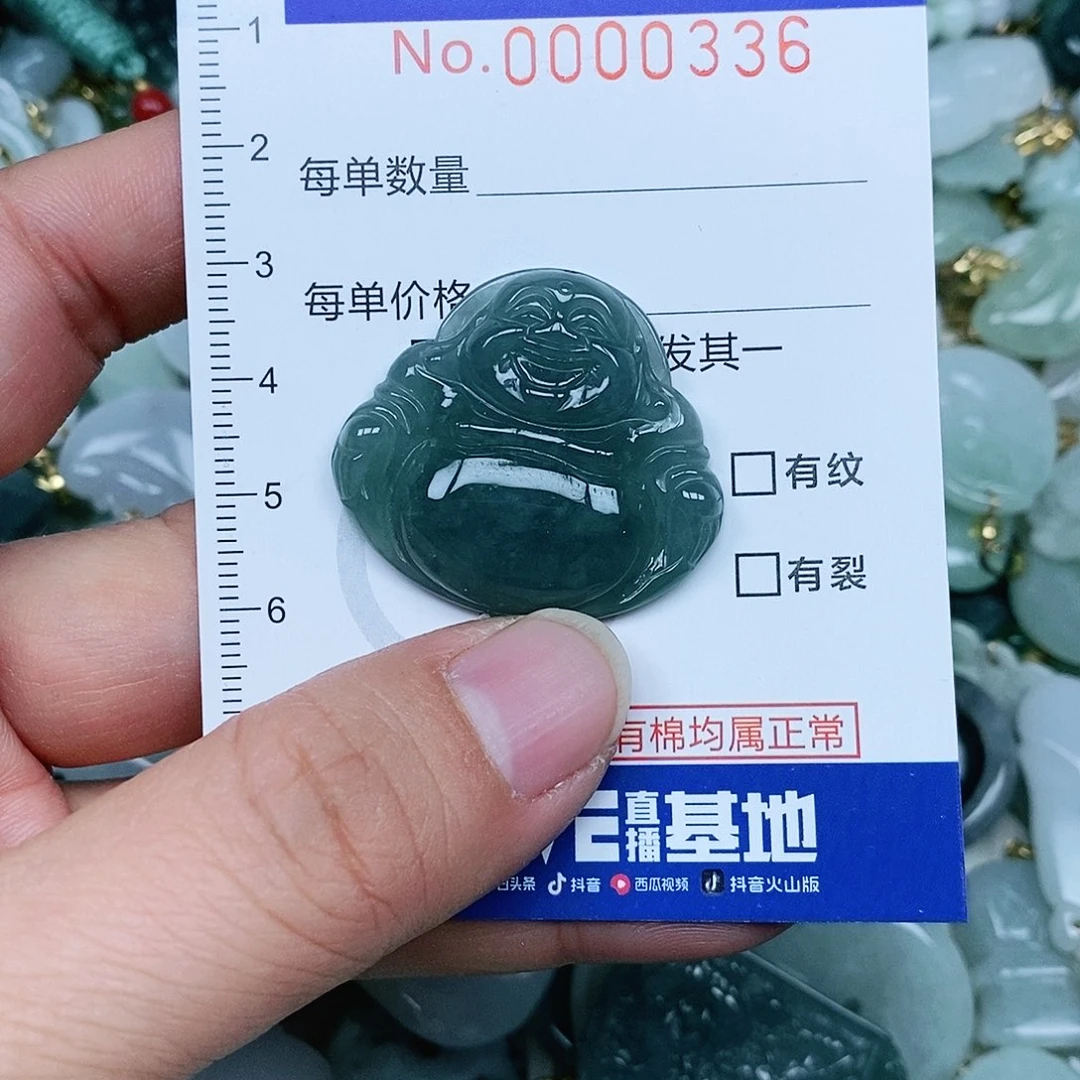 1
No.0000336
2
每单数量
3
每单价格
发其一
4
有纹
5
有裂
6
有棉均属正常
直播基地
头条 抖音 西瓜视频 抖音火山版